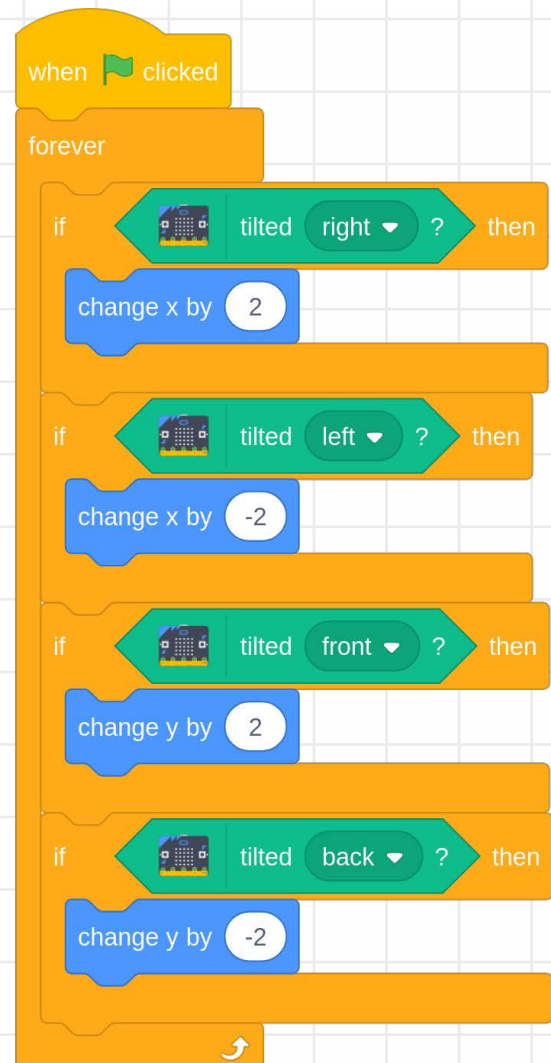 when clicked
forever
if tilted right ? then
change x by 2
if tilted left ? then
change x by -2
if tilted front ? then
change y by 2
if tilted back ? then
change y by -2